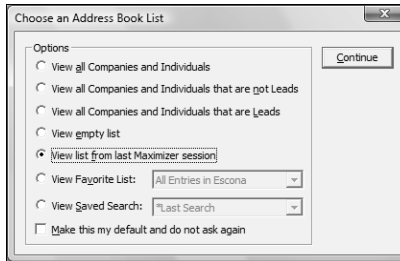 Choose an Address Book List
Options
View all Companies and Individuals
Continue
View all Companies and Individuals that are not Leads
View all Companies and Individuals that are Leads
View empty list
View list from last Maximizer session
View Favorite List: All Entries in Escona
View Saved Search: *Last Search
Make this my default and do not ask again